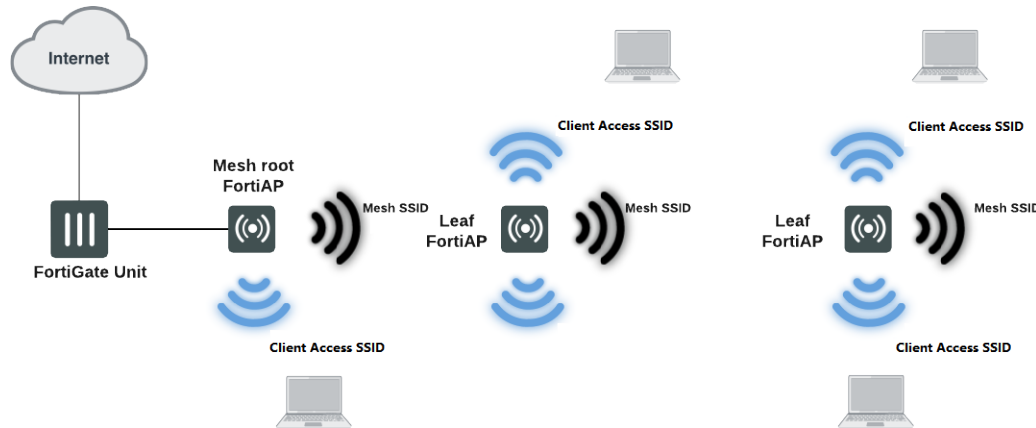 Internet
Client Access SSID
Client Access SSID
Mesh root
FortiAP
Mesh SSID
Leaf
FortiAP
Mesh SSID
Leaf
FortiAP
Mesh SSID
FortiGate Unit
Client Access SSID
Client Access SSID